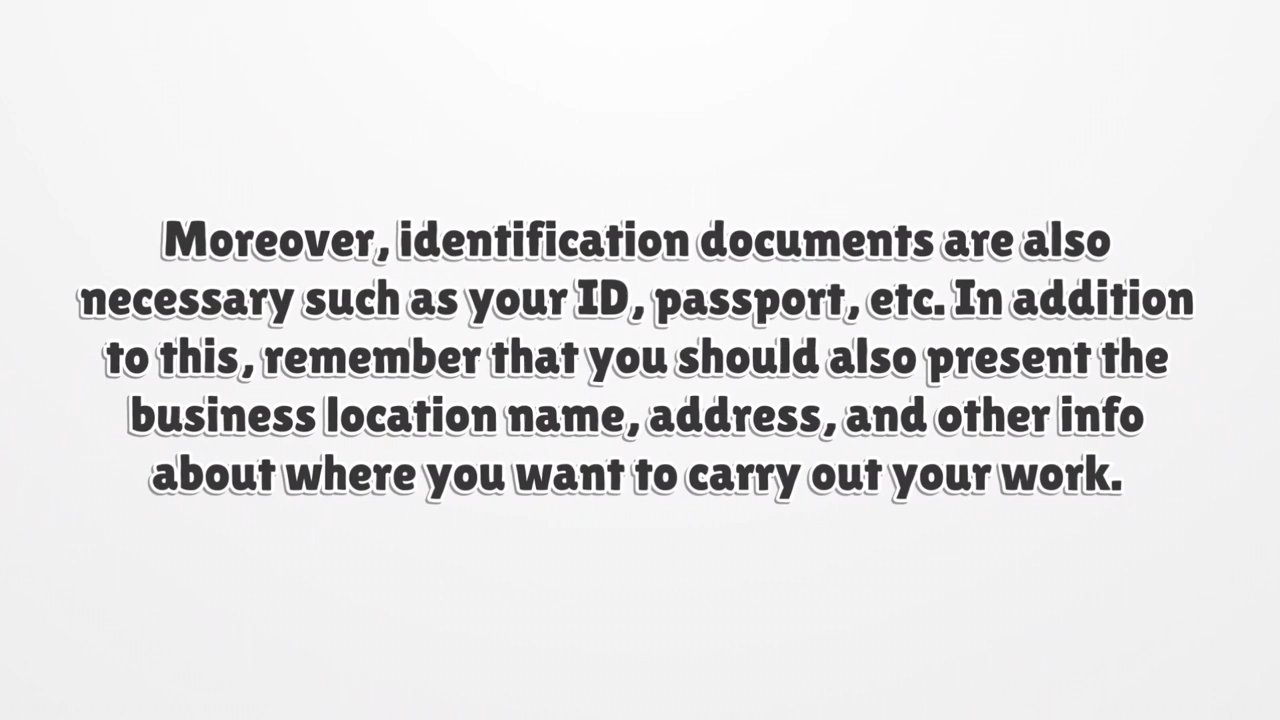 Moreover, identification documents are also
necessary such as your ID, passport, etc. In addition
to this, remember that you should also present the
business location name, address, and other info
about where you want to carry out your work.